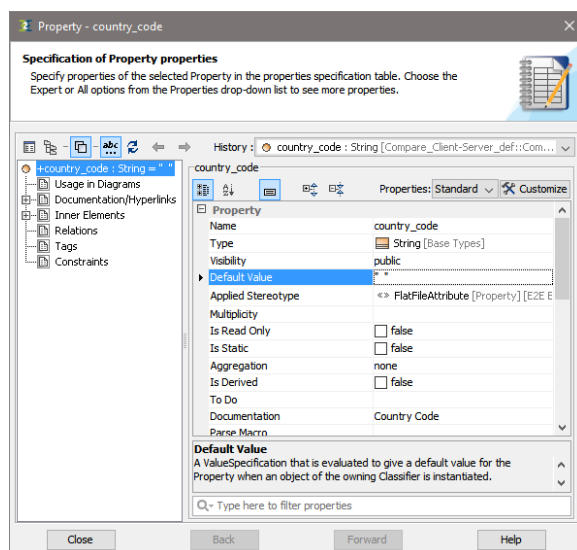 Property - country_code
Specification of Property properties
Specify properties of the selected Property in the properties specification table. Choose the
Expert or All options from the Properties drop-down list to see more properties.
History : country_code : String [Compare_Client-Server_def::Com...
+country_code : String = " "
Usage in Diagrams
Documentation/Hyperlinks
Inner Elements
Relations
Tags
Constraints
country_code
Properties: Standard Customize
Property
Name country_code
Type String [Base Types]
Visibility public
Default Value " "
Applied Stereotype «» FlatFileAttribute [Property] [E2E B
Multiplicity
Is Read Only false
Is Static false
Aggregation none
Is Derived false
To Do
Documentation Country Code
Parse Macro
Default Value
A ValueSpecification that is evaluated to give a default value for the
Property when an object of the owning Classifier is instantiated.
Type here to filter properties
Close Back Forward Help